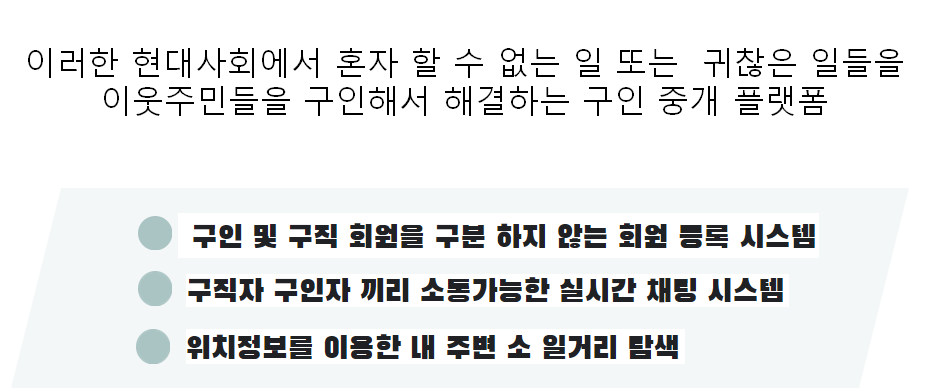 이러한 현대사회에서 혼자 할 수 없는 일 또는 귀찮은 일들을
이웃주민들을 구인해서 해결하는 구인 중개 플랫폼
구인 및 구직 회원을 구분 하지 않는 회원 등록 시스템
구직자 구인자 끼리 소통가능한 실시간 채팅 시스템
위치정보를 이용한 내 주변 소 일거리 탐색